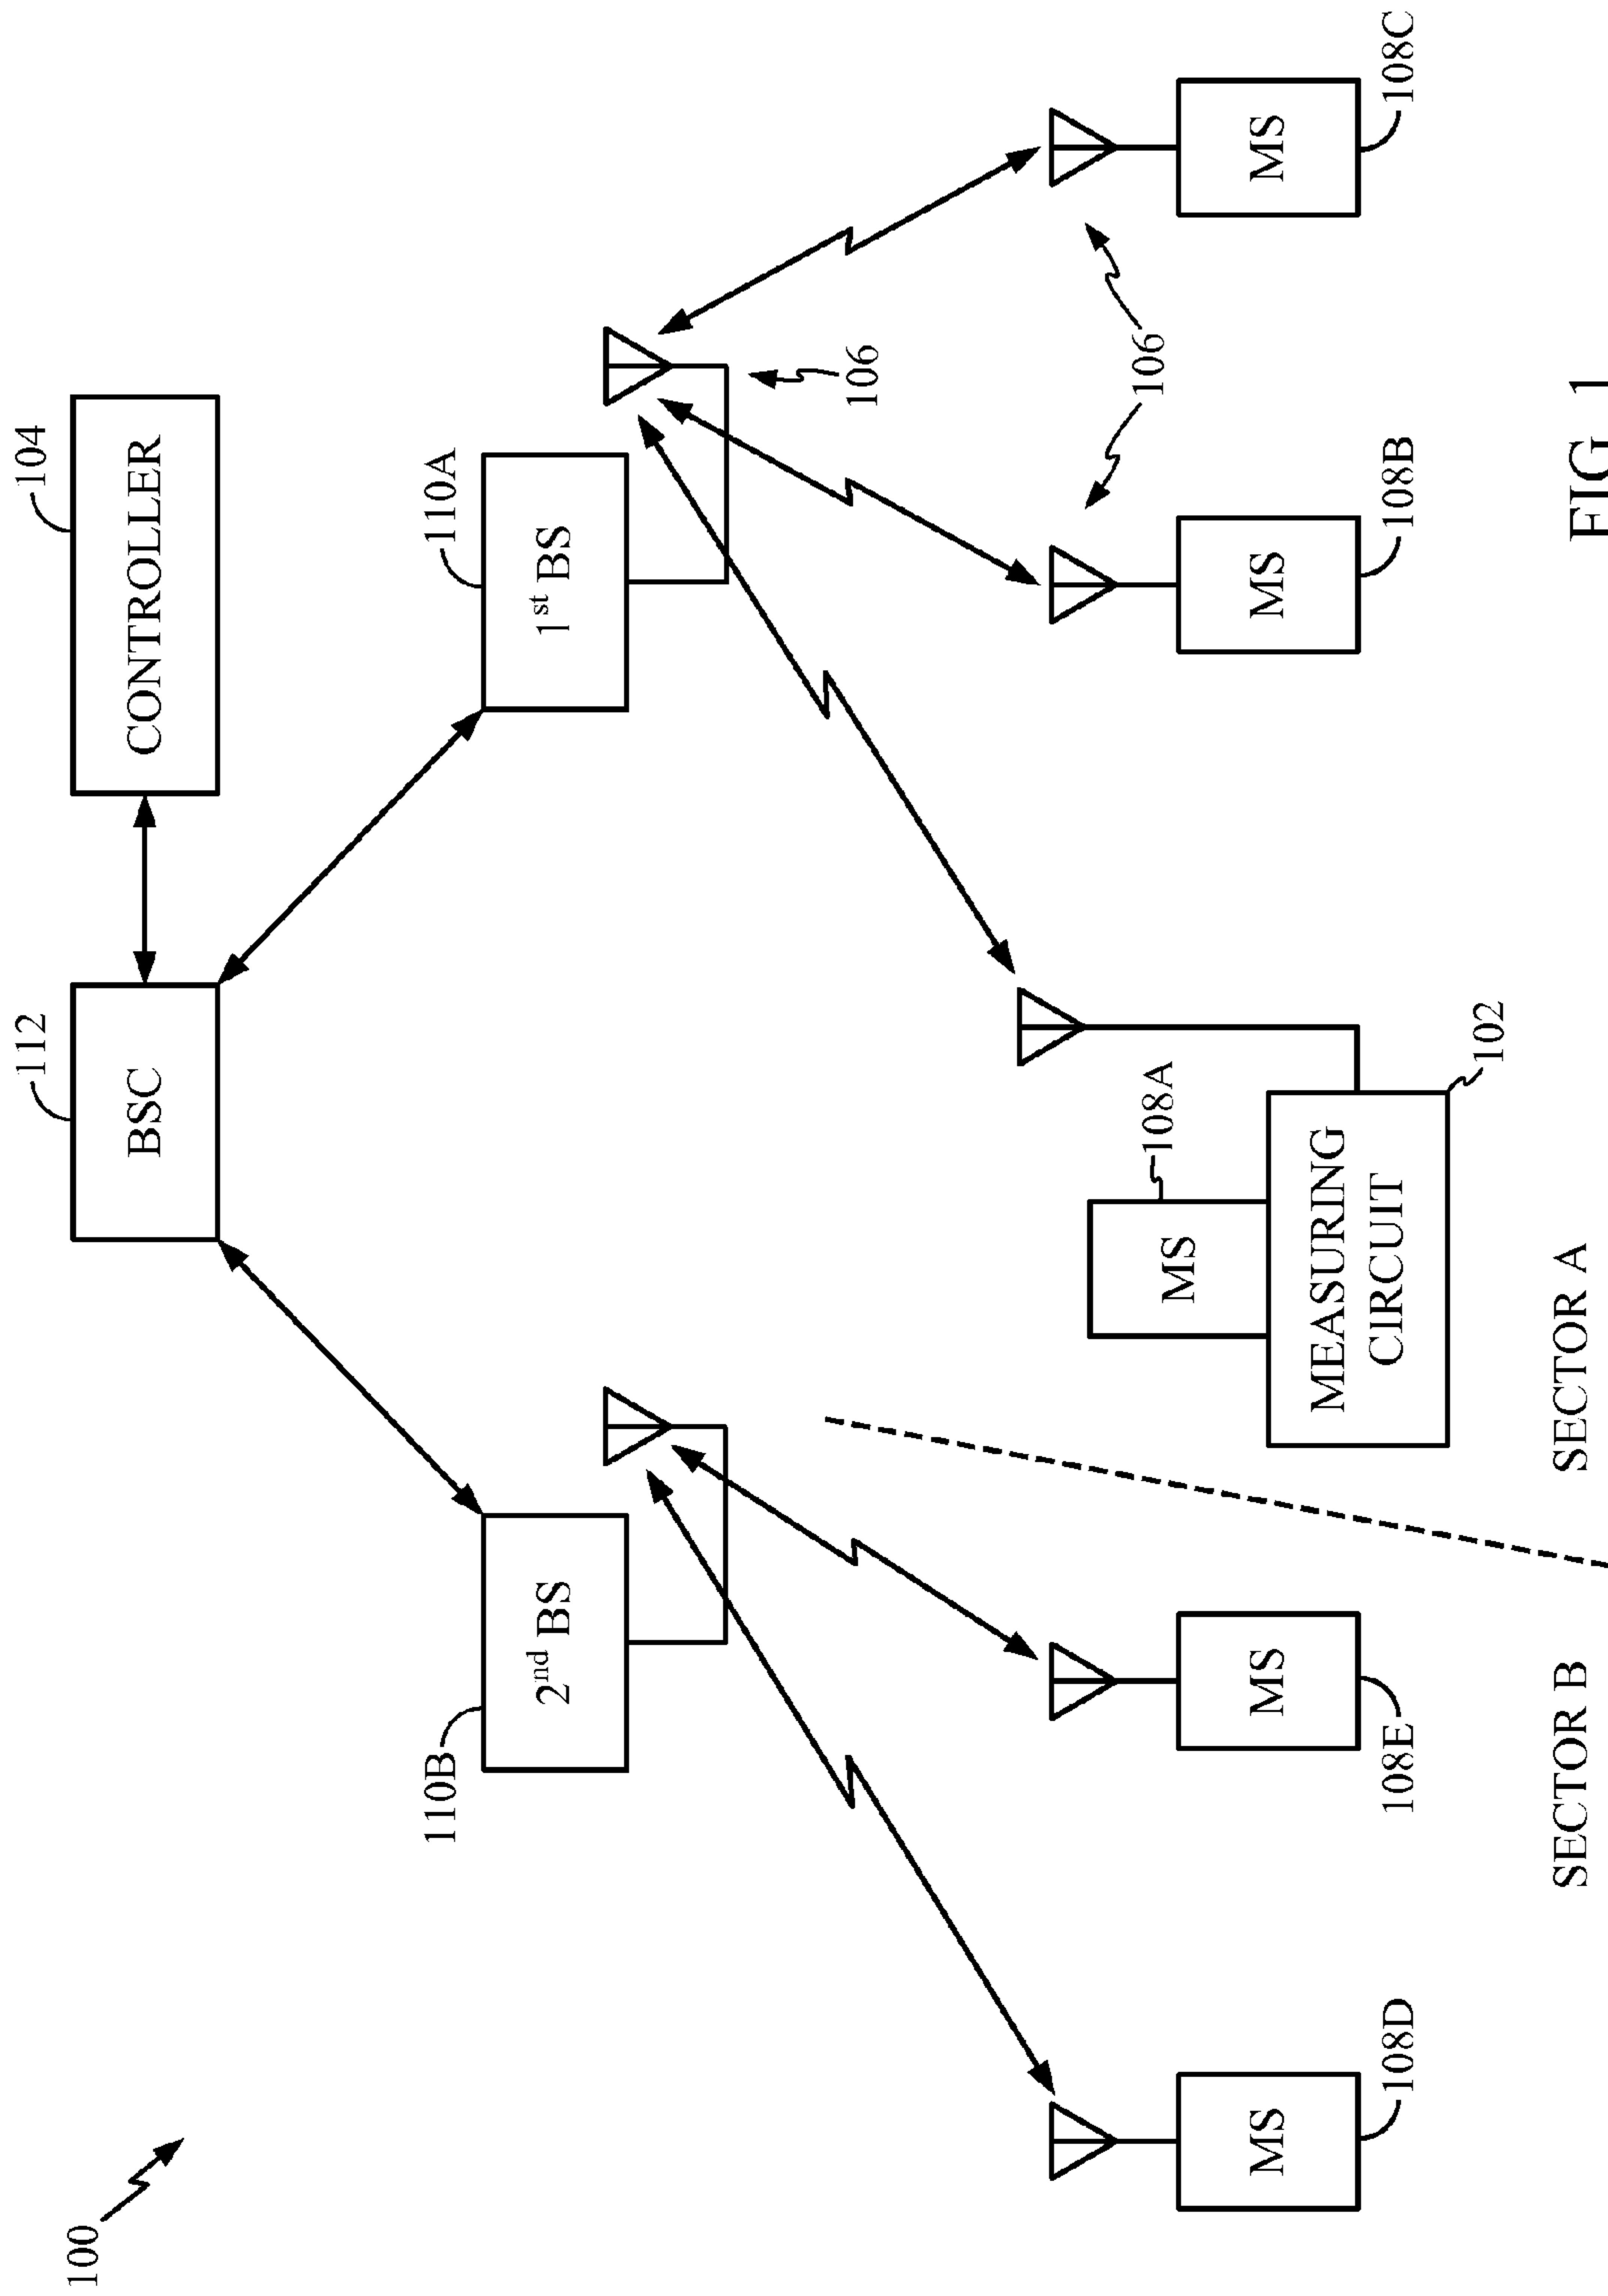 100
112
104
BSC
CONTROLLER
110B
110A
2nd BS
1st BS
106
106
108A
MS
MS
MS
MEASURING
CIRCUIT
MS
MS
108D
108E
102
108B
108C
SECTOR B
SECTOR A
FIG. 1